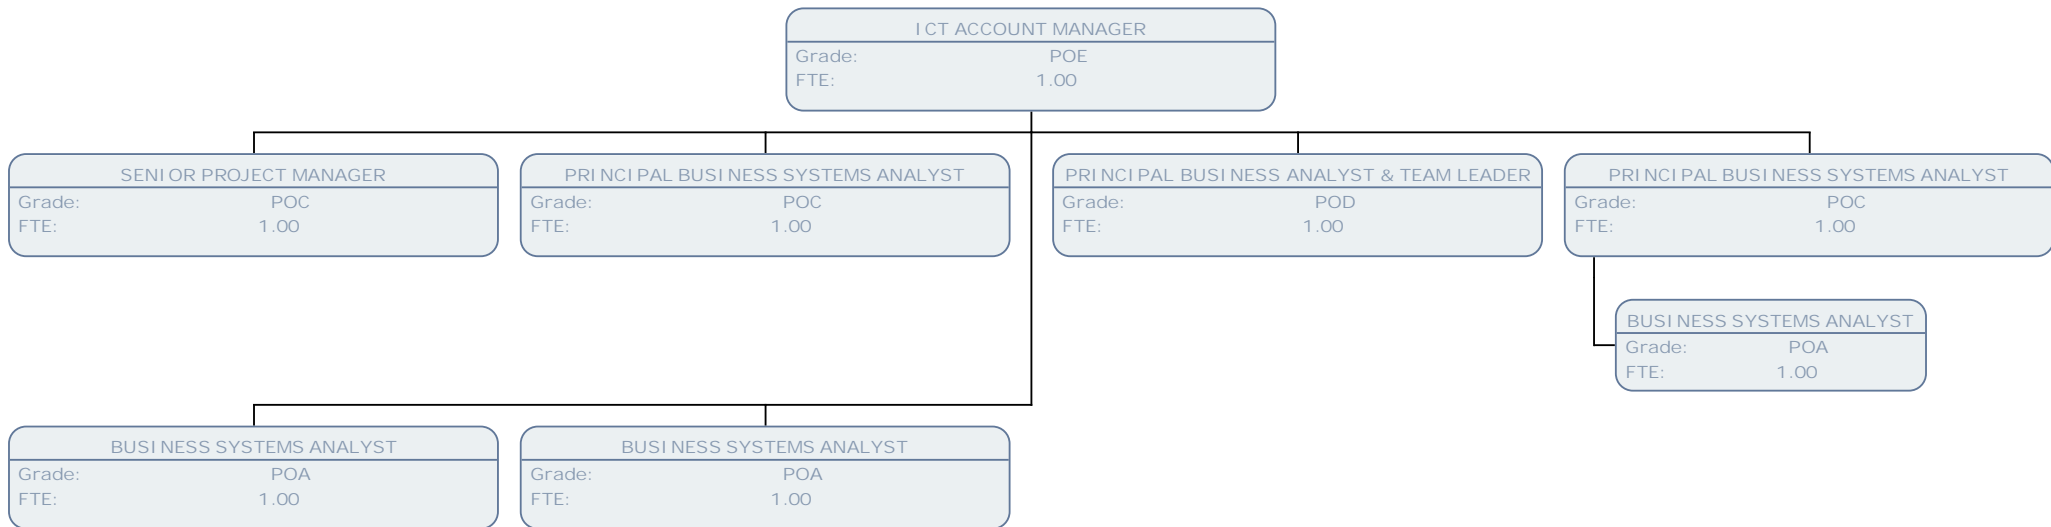 ICT ACCOUNT MANAGER
Grade: POE
FTE: 1.00
SENIOR PROJECT MANAGER
Grade: POC
FTE: 1.00
PRINCIPAL BUSINESS SYSTEMS ANALYST
Grade: POC
FTE: 1.00
PRINCIPAL BUSINESS ANALYST & TEAM LEADER
Grade: POD
FTE: 1.00
PRINCIPAL BUSINESS SYSTEMS ANALYST
Grade: POC
FTE: 1.00
BUSINESS SYSTEMS ANALYST
Grade: POA
FTE: 1.00
BUSINESS SYSTEMS ANALYST
Grade: POA
FTE: 1.00
BUSINESS SYSTEMS ANALYST
Grade: POA
FTE: 1.00